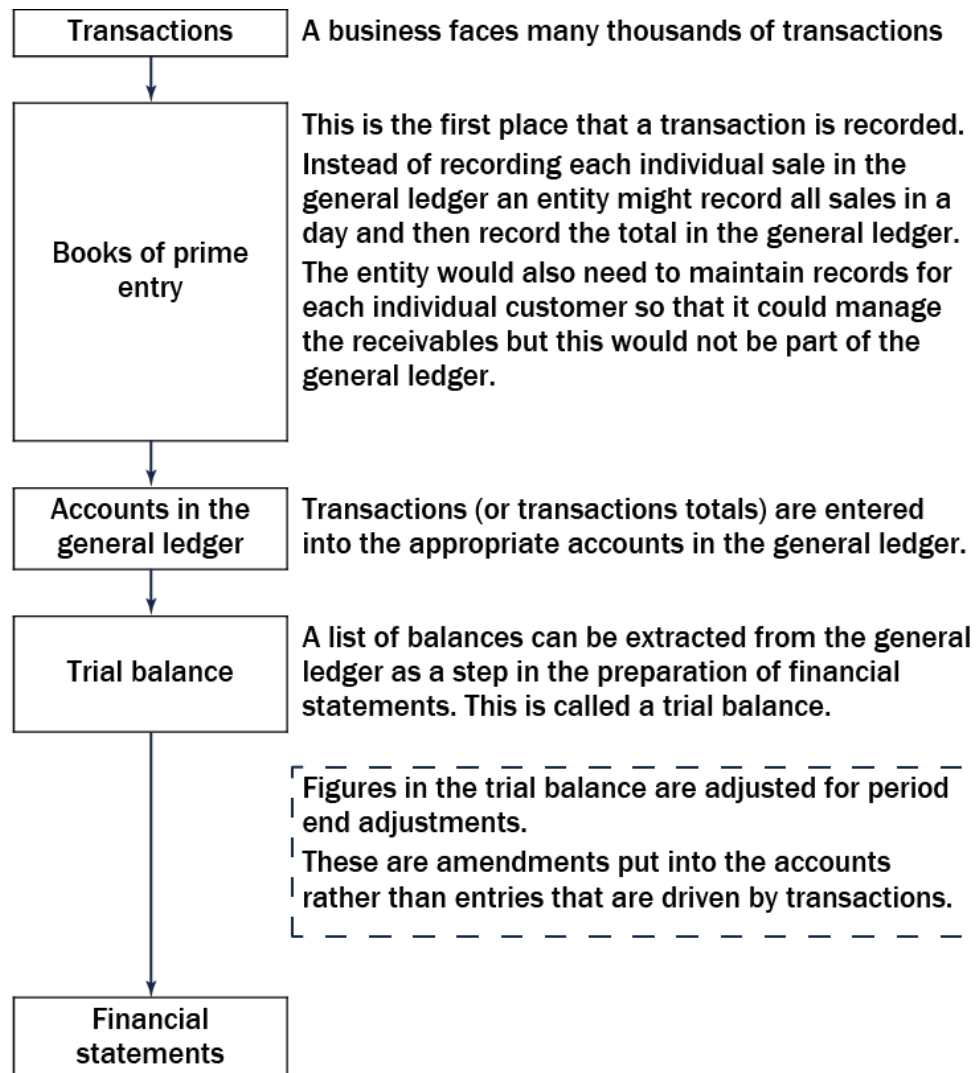 Transactions
A business faces many thousands of transactions
Books of prime
entry
This is the first place that a transaction is recorded.
Instead of recording each individual sale in the
general ledger an entity might record all sales in a
day and then record the total in the general ledger.
The entity would also need to maintain records for
each individual customer so that it could manage
the receivables but this would not be part of the
general ledger.
Accounts in the
general ledger
Transactions (or transactions totals) are entered
into the appropriate accounts in the general ledger.
Trial balance
A list of balances can be extracted from the general
ledger as a step in the preparation of financial
statements. This is called a trial balance.
Figures in the trial balance are adjusted for period
end adjustments.
These are amendments put into the accounts
rather than entries that are driven by transactions.
Financial
statements